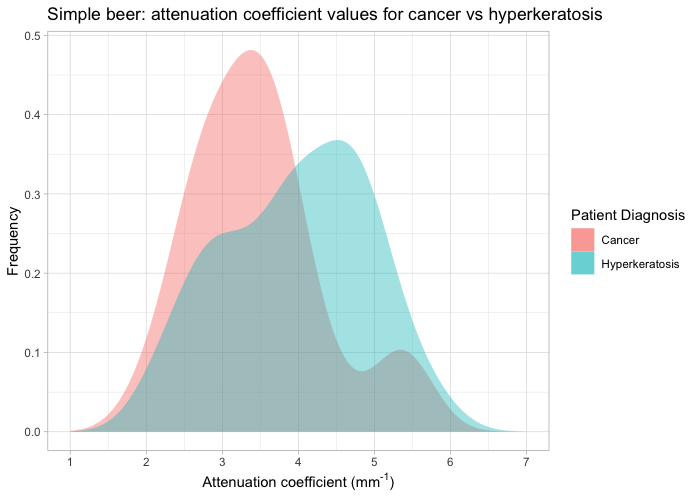 Simple beer: attenuation coefficient values for cancer vs hyperkeratosis
0.5
0.4
0.3
0.2
0.1
0.0
Frequency
1 2 3 4 5 6 7
Attenuation coefficient (mm⁻¹)
Patient Diagnosis
Cancer
Hyperkeratosis